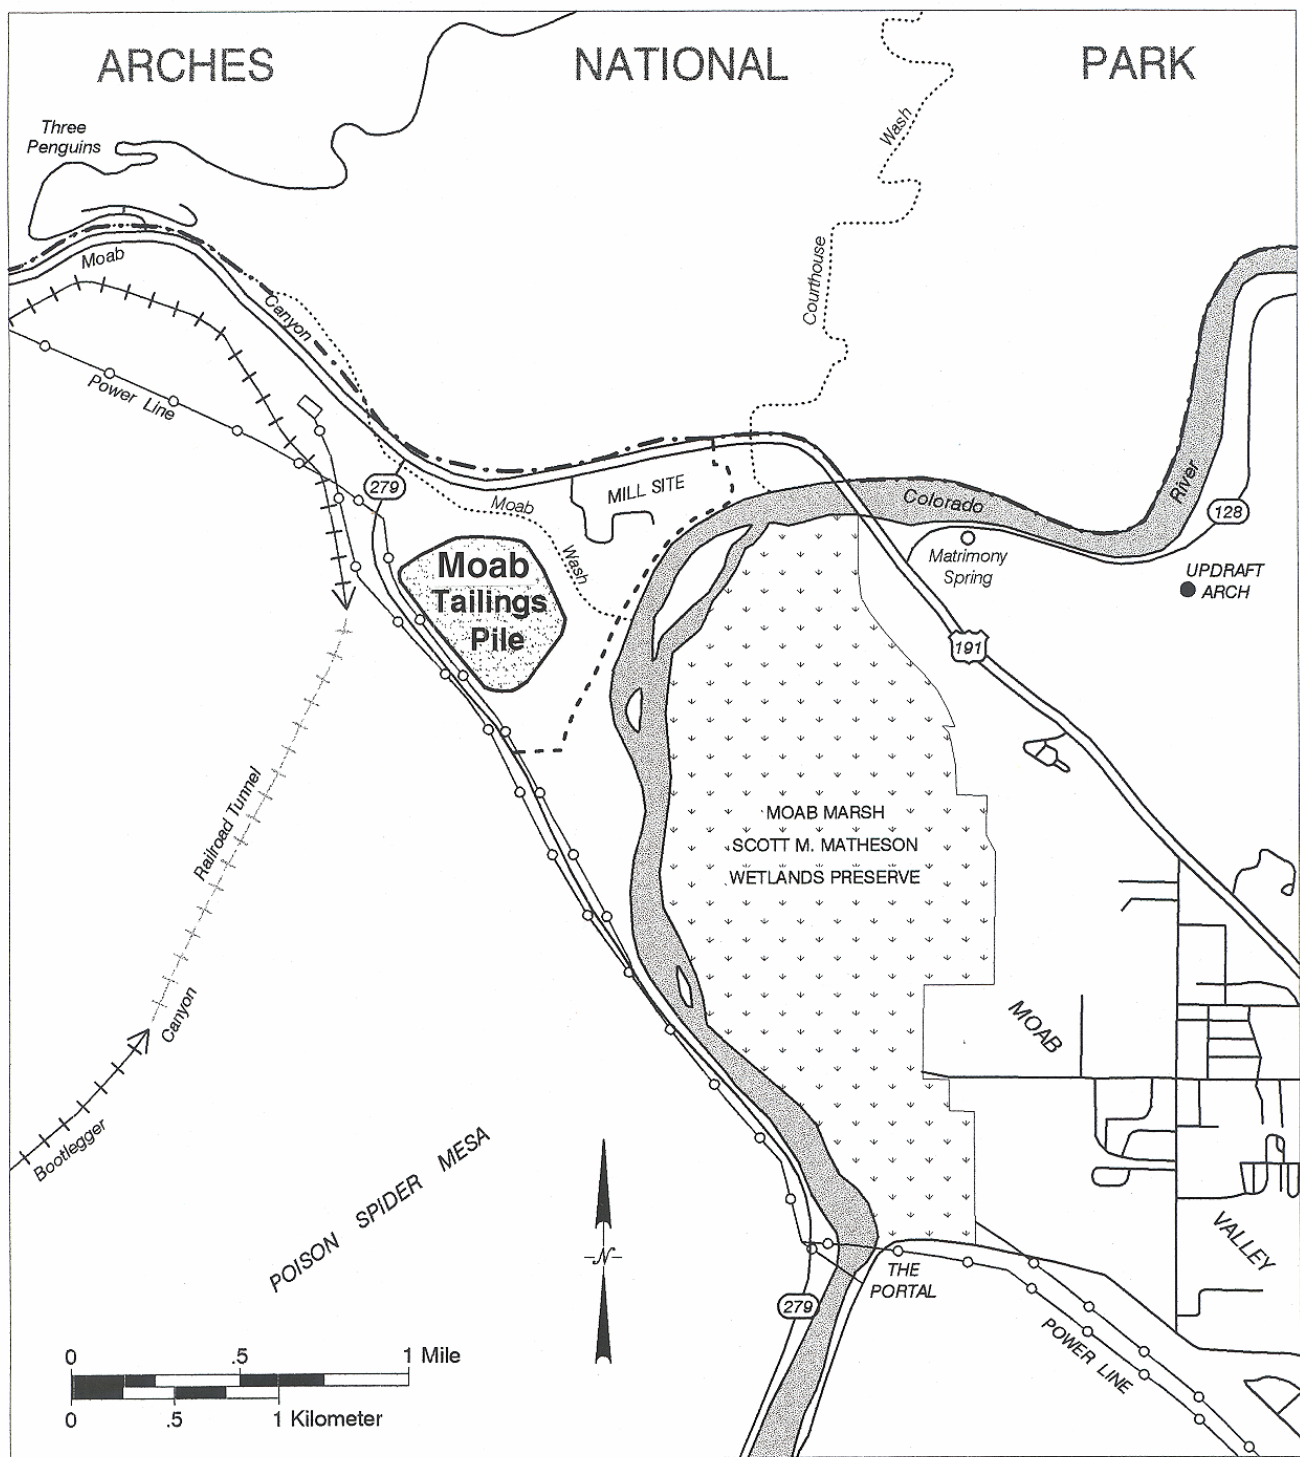 ARCHES NATIONAL PARK
Three
Penguins
Wash
Moab
Canyon
Courthouse
Power Line
279
Moab
Wash
MILL SITE
Colorado
River
128
Matrimony
Spring
UPDRAFT
ARCH
Moab
Tailings
Pile
191
Railroad Tunnel
MOAB MARSH
SCOTT M. MATHESON
WETLANDS PRESERVE
Canyon
Bootlegger
MOAB
VALLEY
POISON SPIDER MESA
-N-
THE
PORTAL
279
POWER LINE
0 .5 1 Mile
0 .5 1 Kilometer